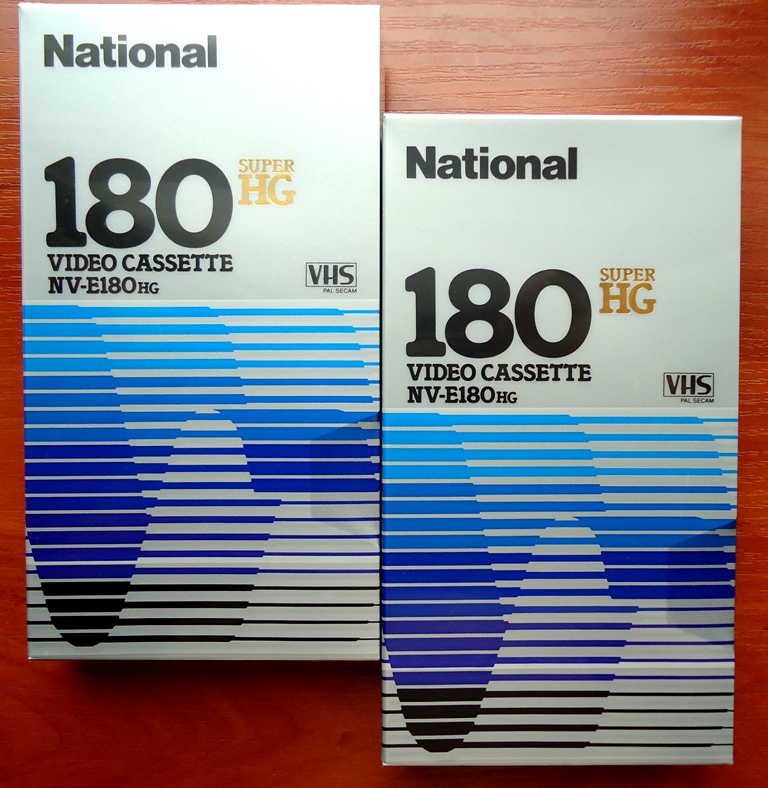 National
180 SUPER HG
VIDEO CASSETTE
NV-E180HG
VHS
PAL SECAM
National
180 SUPER HG
VIDEO CASSETTE
NV-E180HG
VHS
PAL SECAM